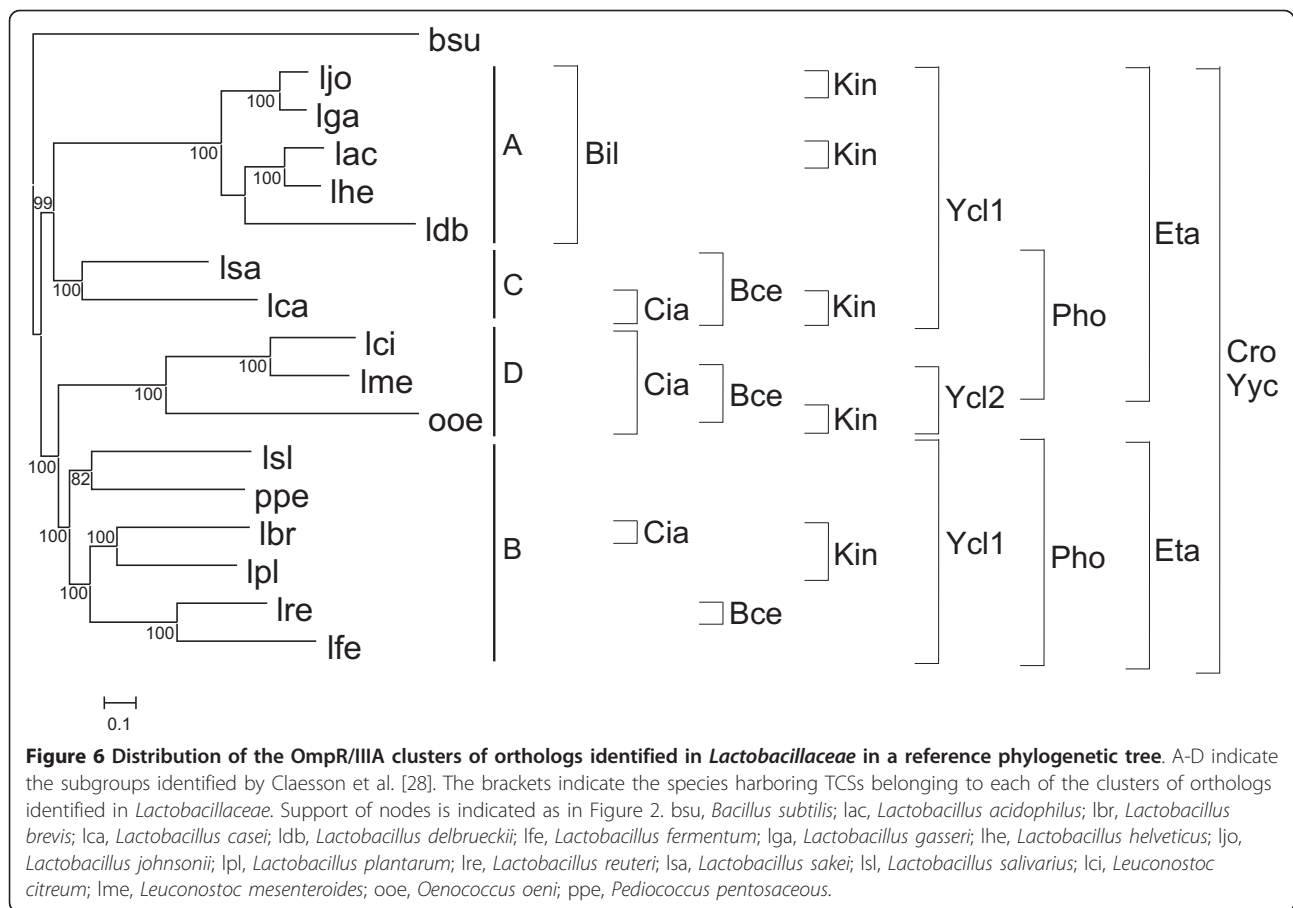 bsu
ljo
Kin
100
lga
A
Bil
lac
Kin
100
100
lhe
Ycl1
99
ldb
Eta
lsa
C
Bce
100
lca
Cia
Kin
Pho
lci
Cro
Yyc
100
D
lme
Cia
Bce
Ycl2
100
ooe
Kin
lsl
100
82
ppe
lbr
Cia
100
B
Kin
Ycl1
Pho
Eta
100
lpl
100
lre
Bce
100
lfe
0.1
Figure 6 Distribution of the OmpR/IIIA clusters of orthologs identified in Lactobacillaceae in a reference phylogenetic tree. A-D indicate
the subgroups identified by Claesson et al. [28]. The brackets indicate the species harboring TCSs belonging to each of the clusters of orthologs
identified in Lactobacillaceae. Support of nodes is indicated as in Figure 2. bsu, Bacillus subtilis; lac, Lactobacillus acidophilus; lbr, Lactobacillus
brevis; lca, Lactobacillus casei; ldb, Lactobacillus delbrueckii; lfe, Lactobacillus fermentum; lga, Lactobacillus gasseri; lhe, Lactobacillus helveticus; ljo,
Lactobacillus johnsonii; lpl, Lactobacillus plantarum; lre, Lactobacillus reuteri; lsa, Lactobacillus sakei; lsl, Lactobacillus salivarius; lci, Leuconostoc
citreum; lme, Leuconostoc mesenteroides; ooe, Oenococcus oeni; ppe, Pediococcus pentosaceous.